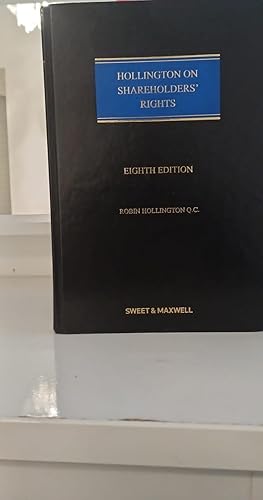 HOLLINGTON ON
SHAREHOLDERS'
RIGHTS
EIGHTH EDITION
ROBIN HOLLINGTON Q.C.
SWEET & MAXWELL